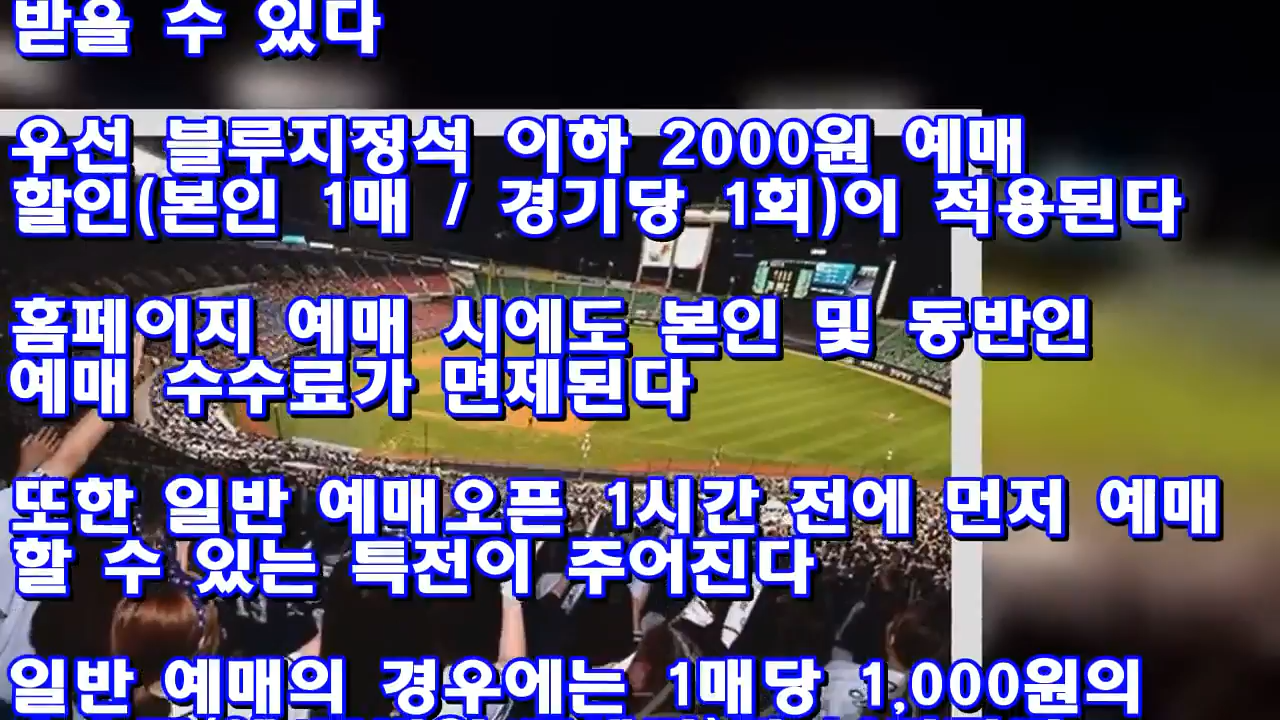 받을 수 있다
우선 블루지정석 이하 2000원 예매
할인(본인 1매 / 경기당 1회)이 적용된다
홈페이지 예매 시에도 본인 및 동반인
예매 수수료가 면제된다
또한 일반 예매오픈 1시간 전에 먼저 예매
할 수 있는 특전이 주어진다
일반 예매의 경우에는 1매당 1,000원의